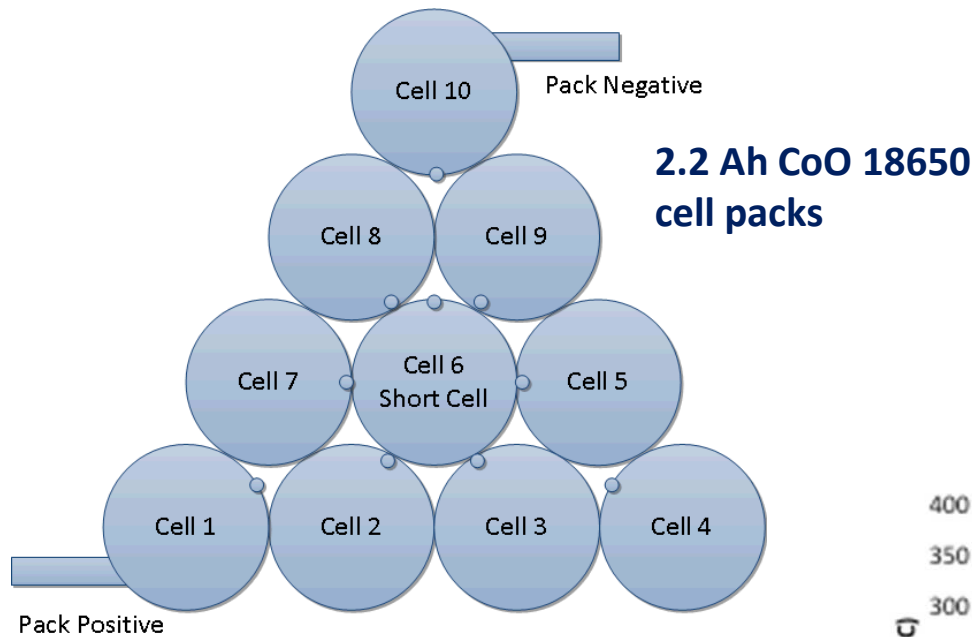 Cell 10
Pack Negative
2.2 Ah CoO 18650
cell packs
Cell 8
Cell 9
Cell 7
Cell 6
Short Cell
Cell 5
Cell 1
Cell 2
Cell 3
Cell 4
Pack Positive
400
350
300